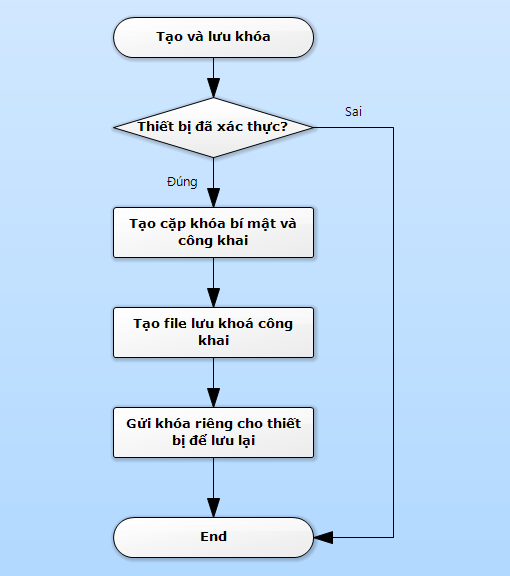 Tạo và lưu khóa
Thiết bị đã xác thực?
Sai
Đúng
Tạo cặp khóa bí mật và
công khai
Tạo file lưu khoá công
khai
Gửi khóa riêng cho thiết
bị để lưu lại
End